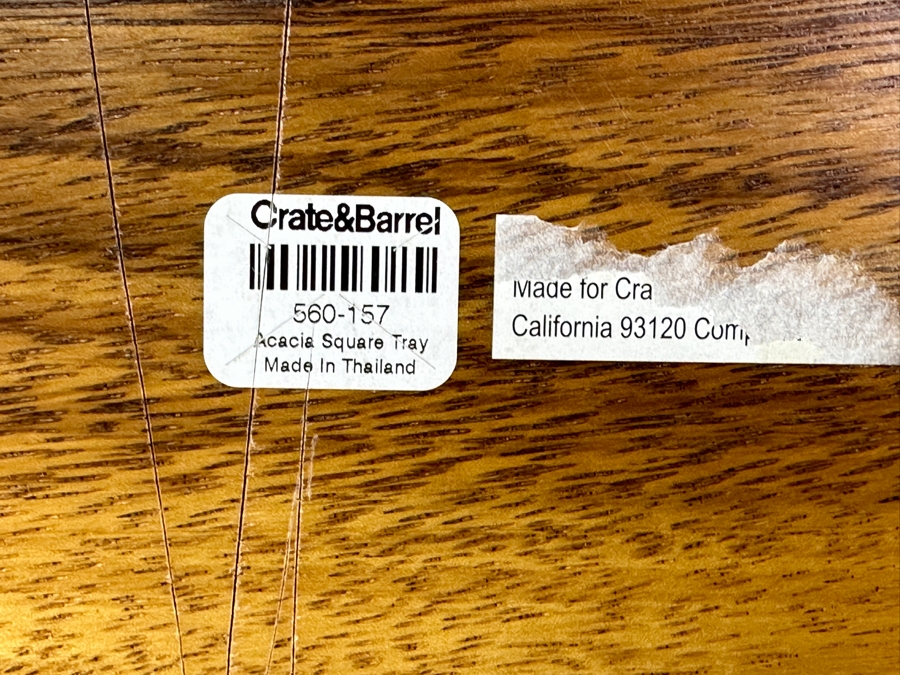 Crate&Barrel
560-157
Acacia Square Tray
Made In Thailand
Made for Cra
California 93120 Com